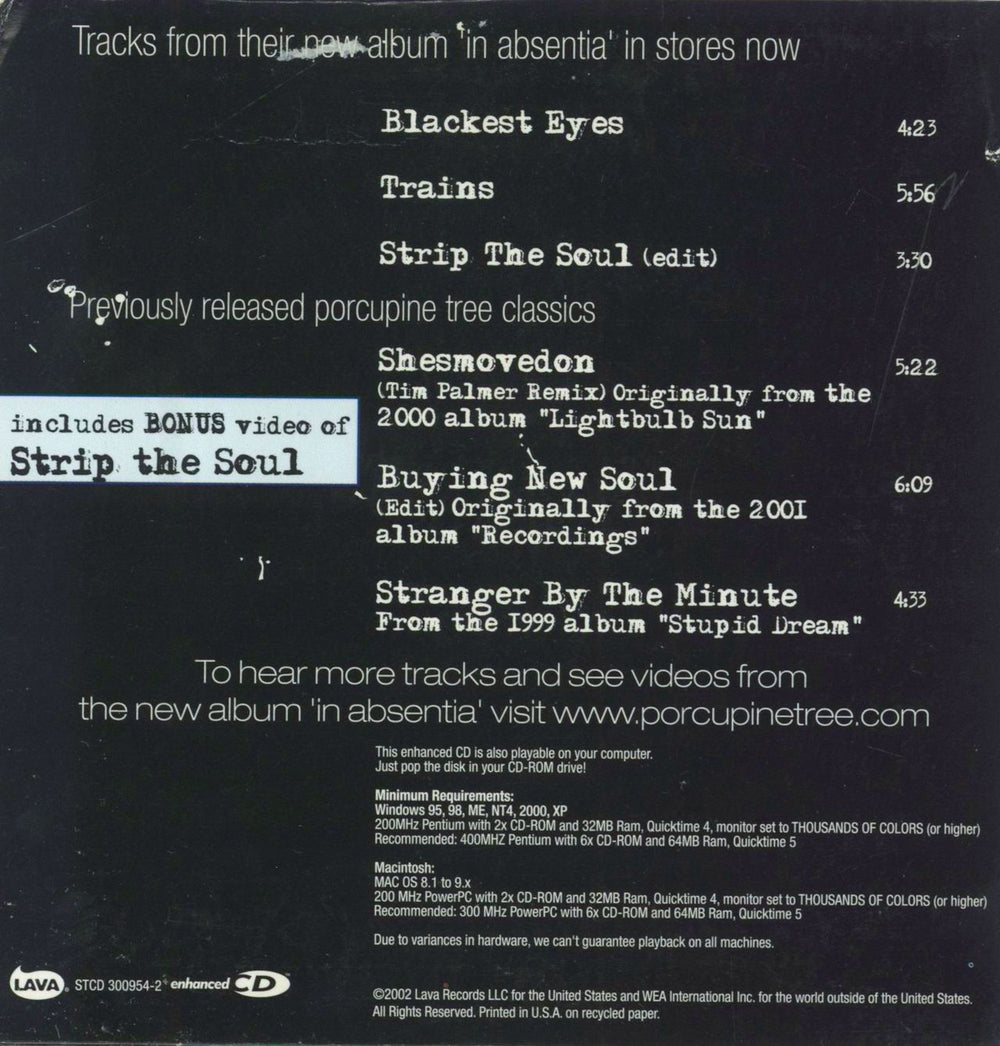 Tracks from their new album 'in absentia' in stores now
Blackest Eyes 4:23
Trains 5:56
Strip The Soul (edit) 3:30
Previously released porcupine tree classics
Shesmovedon 5:22
(Tim Palmer Remix) Originally from the
2000 album "Lightbulb Sun"
includes BONUS video of
Strip the Soul
Buying New Soul 6:09
(Edit) Originally from the 2001
album "Recordings"
Stranger By The Minute 4:33
From the 1999 album "Stupid Dream"
To hear more tracks and see videos from
the new album 'in absentia' visit www.porcupinetree.com
This enhanced CD is also playable on your computer.
Just pop the disk in your CD-ROM drive!
Minimum Requirements:
Windows 95, 98, ME, NT4, 2000, XP
200MHz Pentium with 2x CD-ROM and 32MB Ram, Quicktime 4, monitor set to THOUSANDS OF COLORS (or higher)
Recommended: 400MHZ Pentium with 6x CD-ROM and 64MB Ram, Quicktime 5
Macintosh:
MAC OS 8.1 to 9.x
200 MHz PowerPC with 2x CD-ROM and 32MB Ram, Quicktime 4, monitor set to THOUSANDS OF COLORS (or higher)
Recommended: 300 MHz PowerPC with 6x CD-ROM and 64MB Ram, Quicktime 5
Due to variances in hardware, we can't guarantee playback on all machines.
LAVA STCD 300954-2 enhanced CD
©2002 Lava Records LLC for the United States and WEA International Inc. for the world outside of the United States.
All Rights Reserved. Printed in U.S.A. on recycled paper.